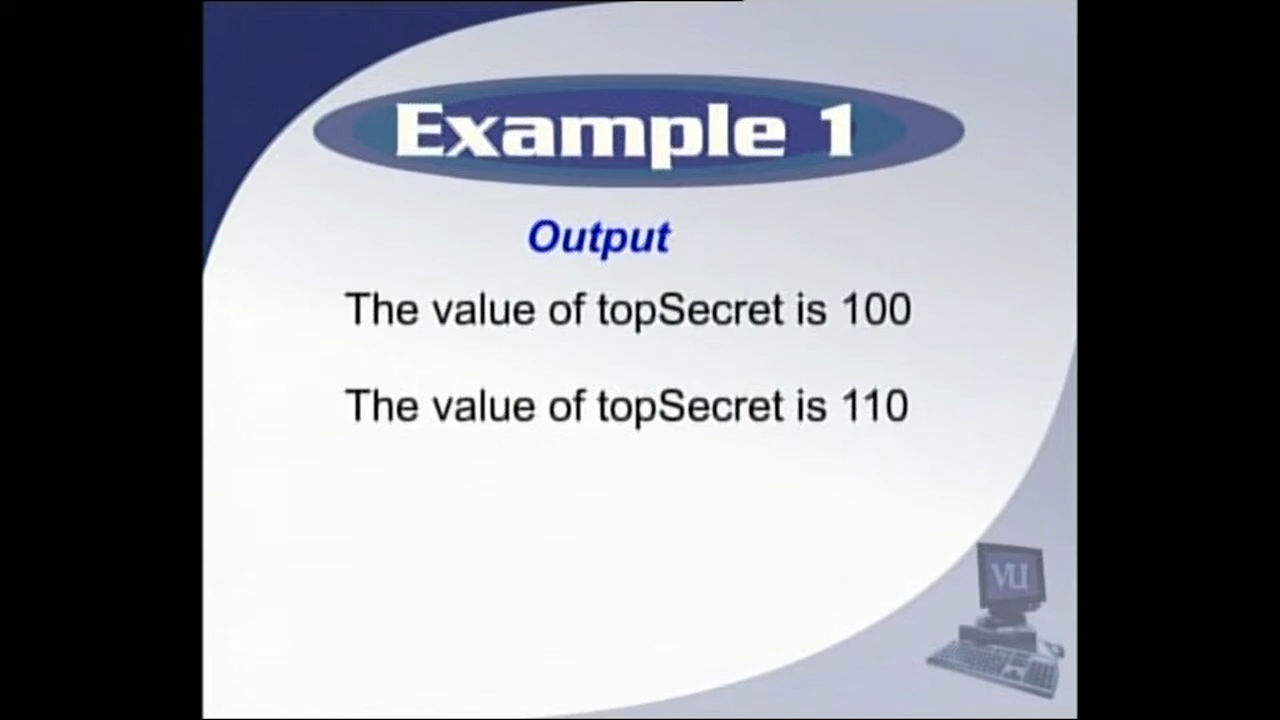 Example 1
Output
The value of topSecret is 100
The value of topSecret is 110
VU